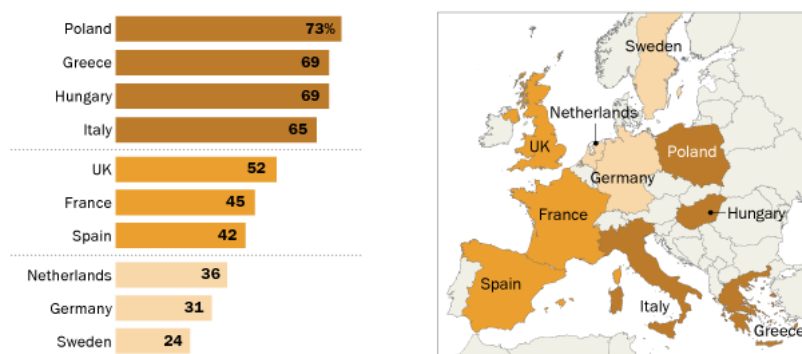 Poland 73%
Greece 69
Hungary 69
Italy 65
UK 52
France 45
Spain 42
Netherlands 36
Germany 31
Sweden 24
Sweden
Netherlands
UK
Poland
Germany
France
Hungary
Spain
Italy
Greece